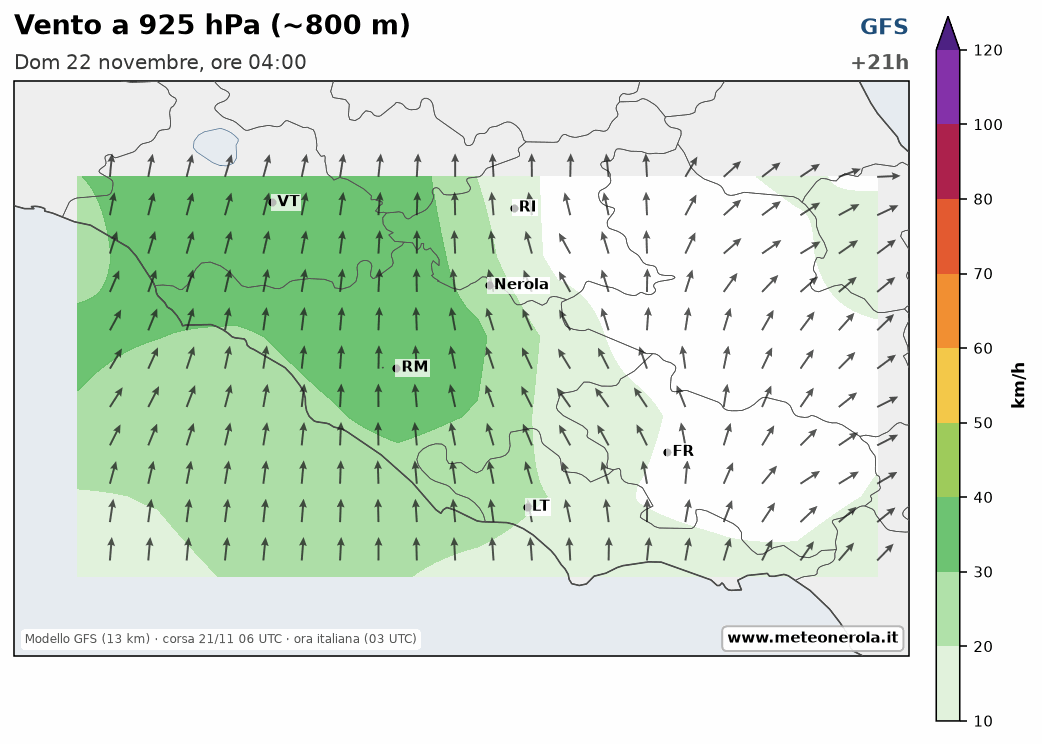 Vento a 925 hPa (~800 m)
GFS
Dom 22 novembre, ore 04:00
+21h
120
100
80
70
60
50
40
30
20
10
km/h
VT
RI
Nerola
RM
FR
LT
Modello GFS (13 km) · corsa 21/11 06 UTC · ora italiana (03 UTC)
www.meteonerola.it